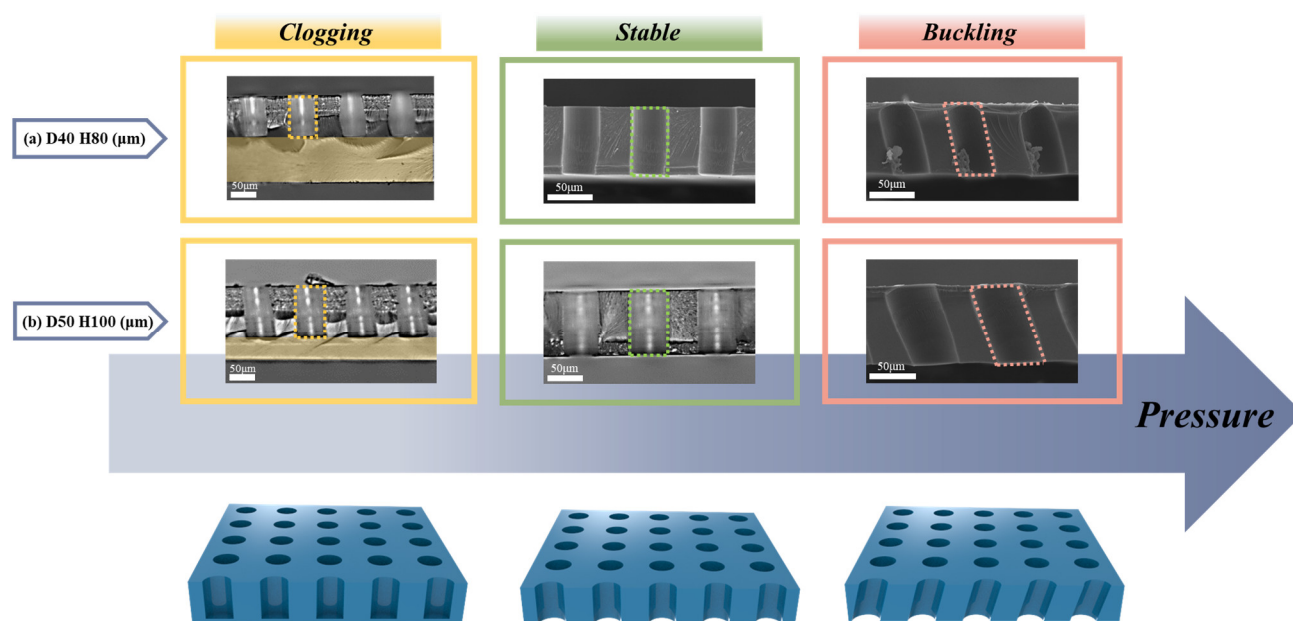 Clogging
Stable
Buckling
(a) D40 H80 (μm)
50μm
50μm
50μm
(b) D50 H100 (μm)
50μm
50μm
50μm
Pressure